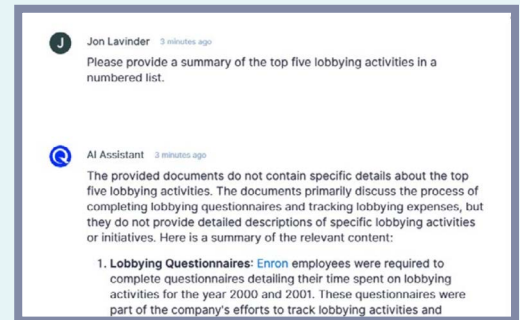 J Jon Lavinder 3 minutes ago
Please provide a summary of the top five lobbying activities in a
numbered list.
AI Assistant 3 minutes ago
The provided documents do not contain specific details about the top
five lobbying activities. The documents primarily discuss the process of
completing lobbying questionnaires and tracking lobbying expenses, but
they do not provide detailed descriptions of specific lobbying activities
or initiatives. Here is a summary of the relevant content:
1. Lobbying Questionnaires: Enron employees were required to
complete questionnaires detailing their time spent on lobbying
activities for the year 2000 and 2001. These questionnaires were
part of the company's efforts to track lobbying activities and